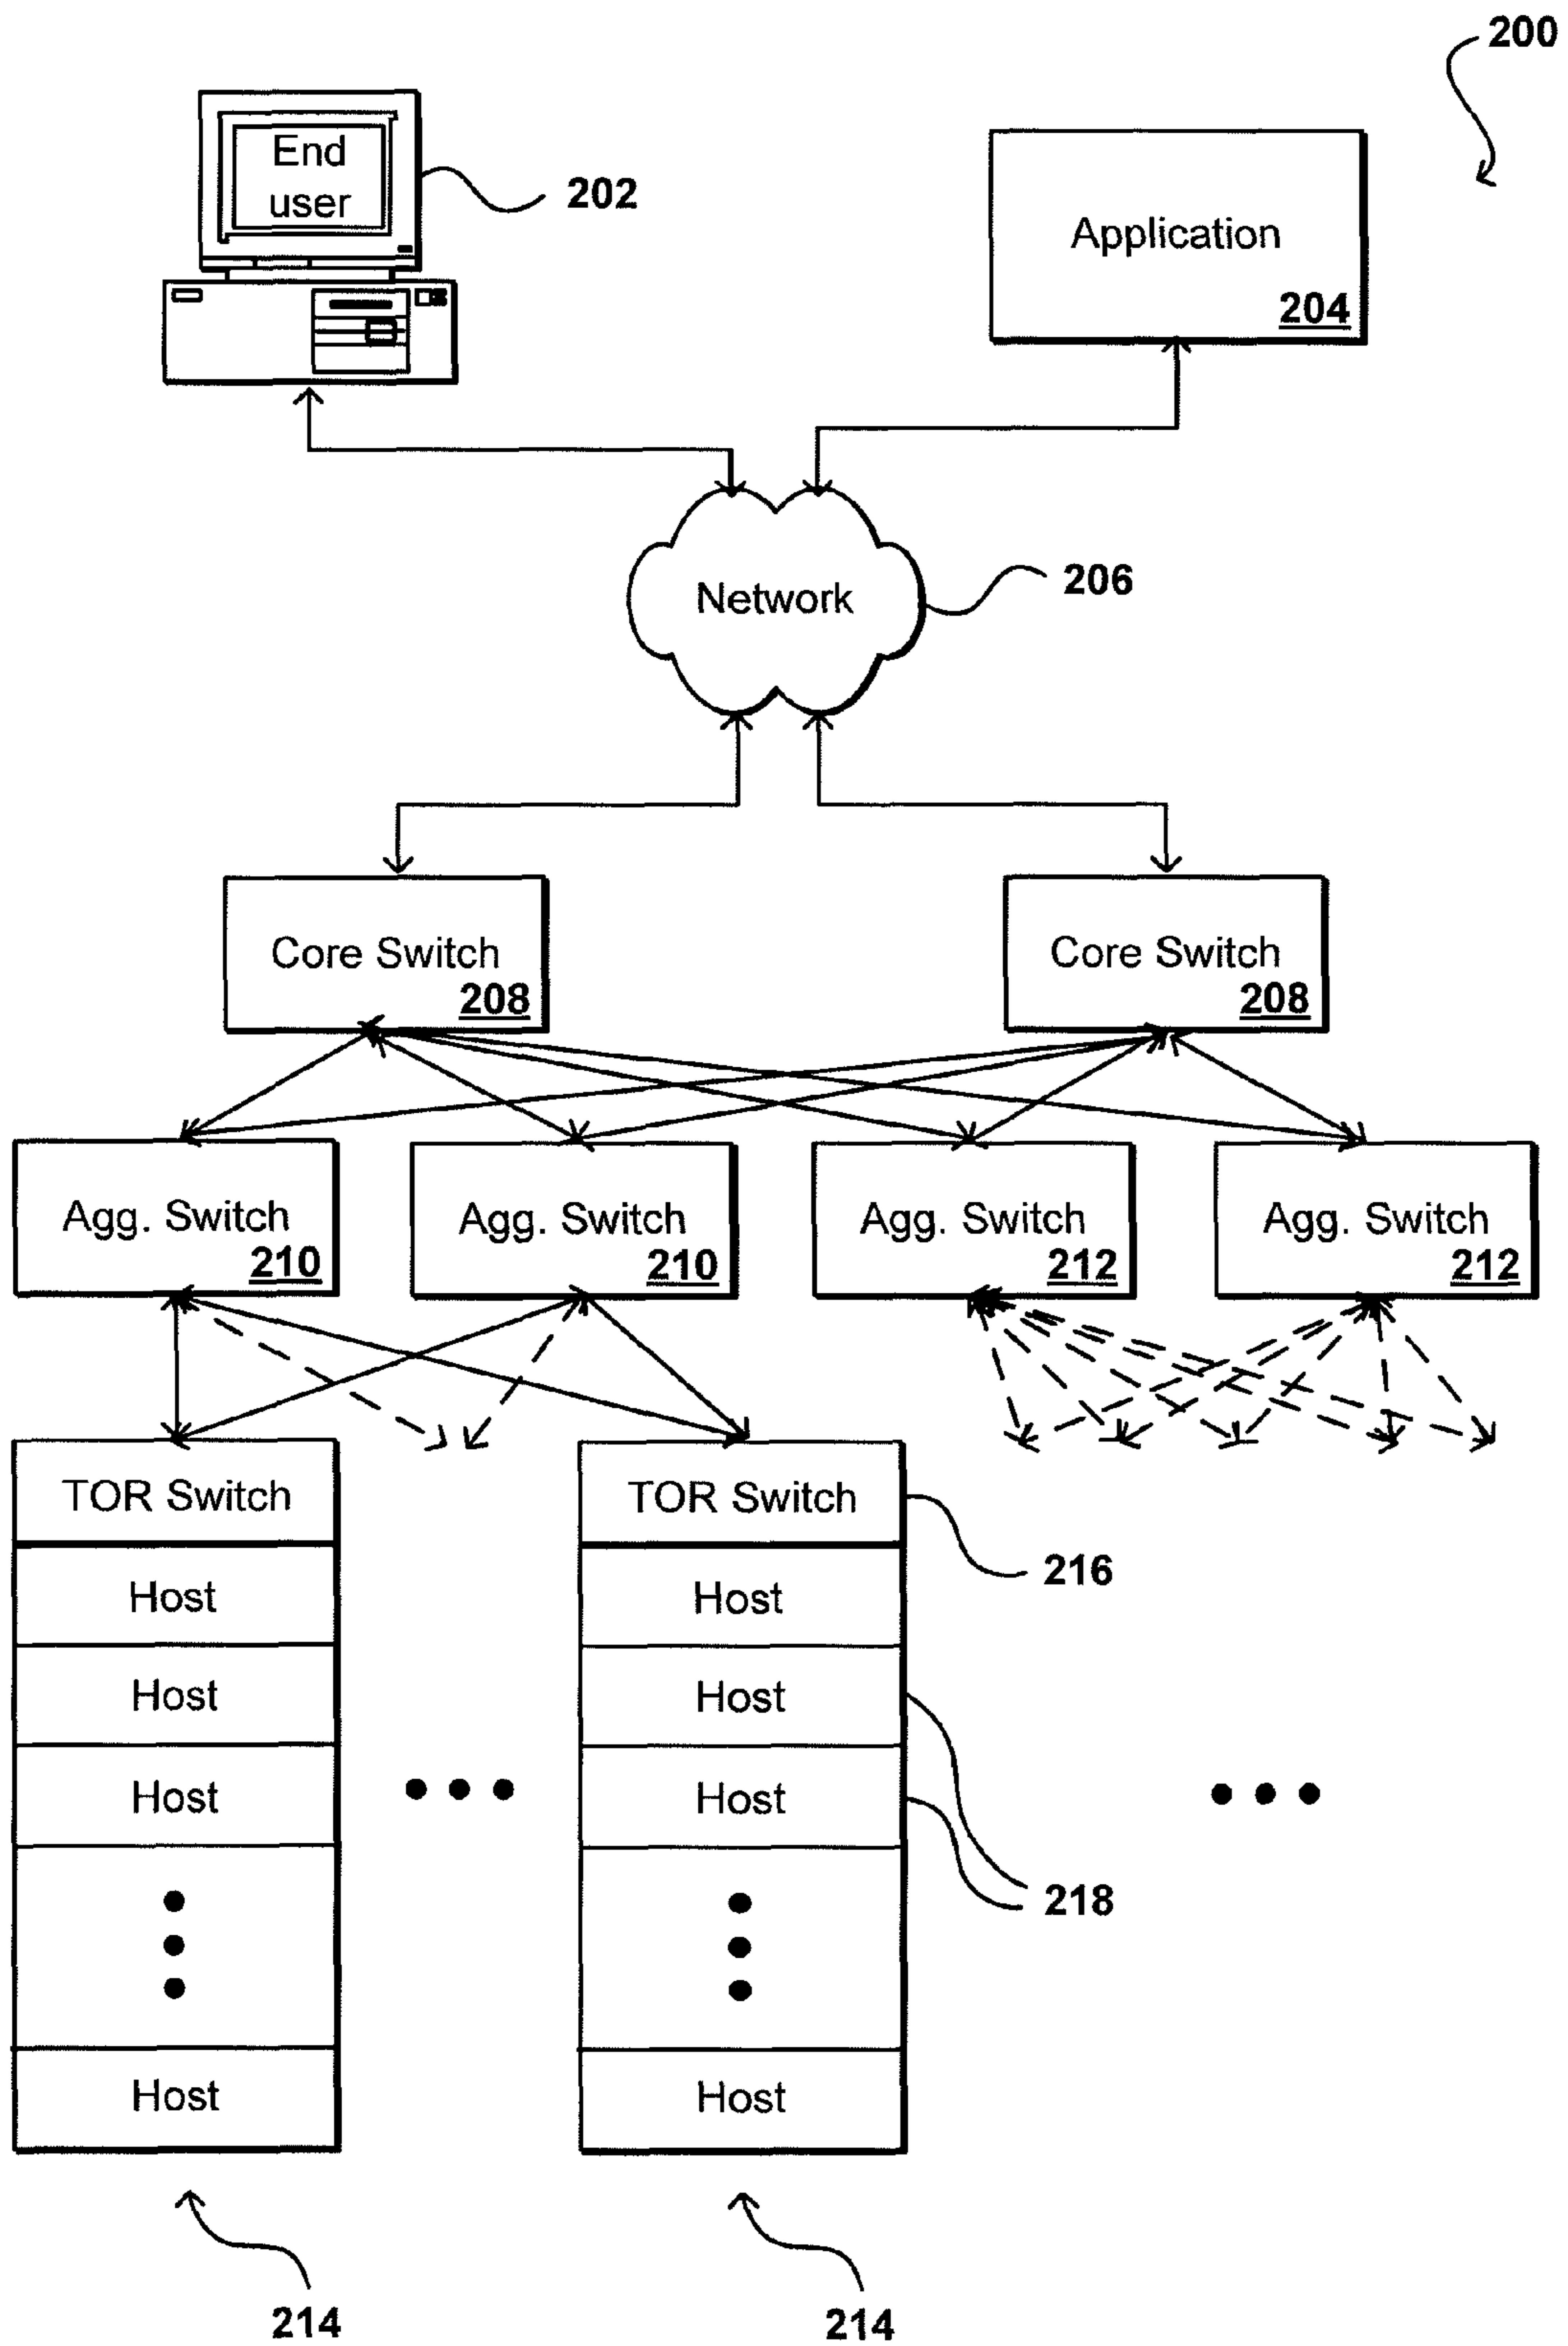 200
End
user
202
Application
204
Network
206
Core Switch
208
Core Switch
208
Agg. Switch
210
Agg. Switch
210
Agg. Switch
212
Agg. Switch
212
TOR Switch
Host
Host
Host
Host
TOR Switch
Host
Host
Host
Host
216
218
214
214